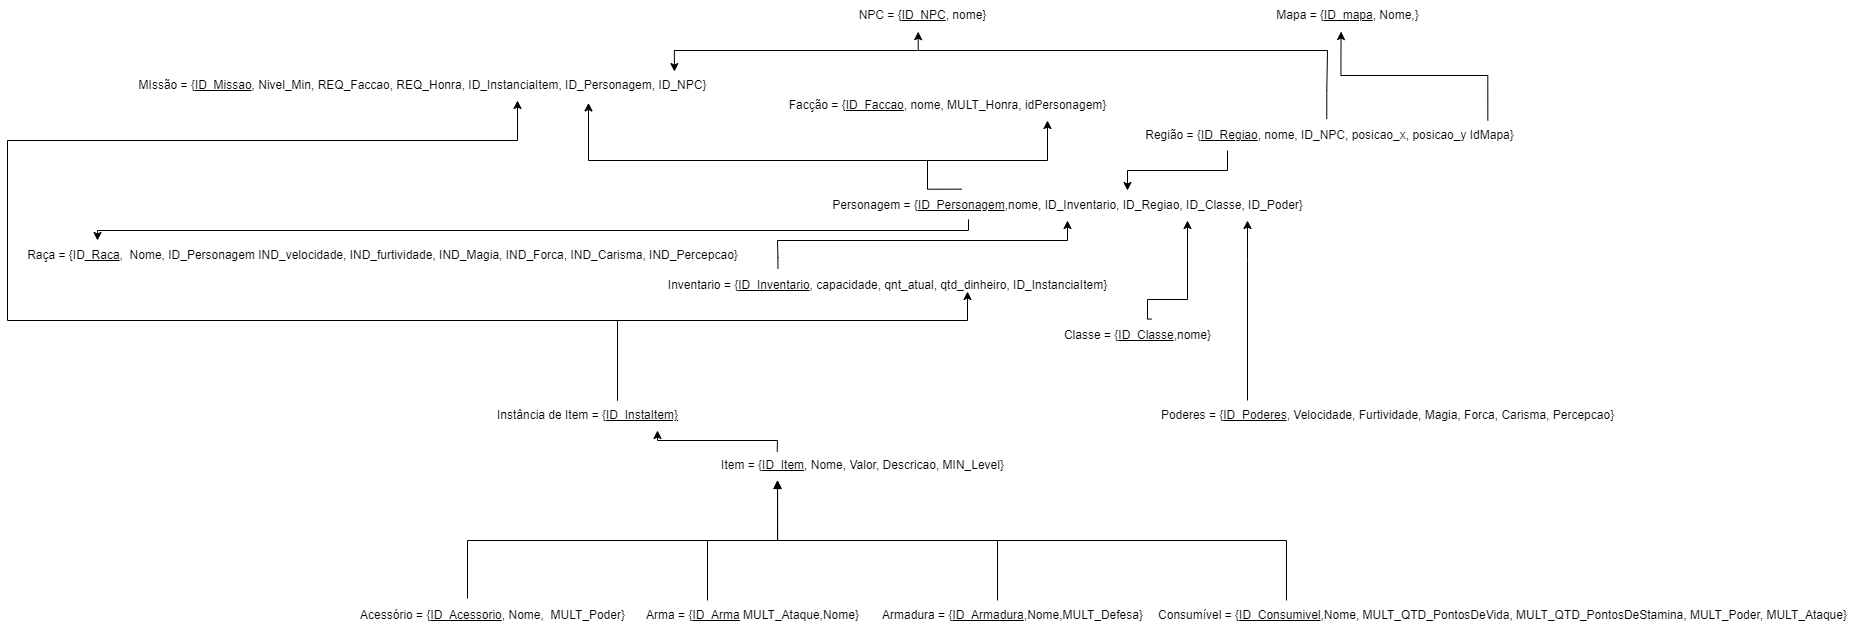 NPC = {ID_NPC, nome}
Mapa = {ID_mapa, Nome,}
MIssão = {ID_Missao, Nivel_Min, REQ_Faccao, REQ_Honra, ID_InstanciaItem, ID_Personagem, ID_NPC}
Facção = {ID_Faccao, nome, MULT_Honra, idPersonagem}
Região = {ID_Regiao, nome, ID_NPC, posicao_x, posicao_y IdMapa}
Personagem = {ID_Personagem,nome, ID_Inventario, ID_Regiao, ID_Classe, ID_Poder}
Raça = {ID_Raca, Nome, ID_Personagem IND_velocidade, IND_furtividade, IND_Magia, IND_Forca, IND_Carisma, IND_Percepcao}
Inventario = {ID_Inventario, capacidade, qnt_atual, qtd_dinheiro, ID_InstanciaItem}
Classe = {ID_Classe,nome}
Instância de Item = {ID_InstaItem}
Poderes = {ID_Poderes, Velocidade, Furtividade, Magia, Forca, Carisma, Percepcao}
Item = {ID_Item, Nome, Valor, Descricao, MIN_Level}
Acessório = {ID_Acessorio, Nome, MULT_Poder}
Arma = {ID_Arma MULT_Ataque,Nome}
Armadura = {ID_Armadura,Nome,MULT_Defesa}
Consumível = {ID_Consumivel,Nome, MULT_QTD_PontosDeVida, MULT_QTD_PontosDeStamina, MULT_Poder, MULT_Ataque}